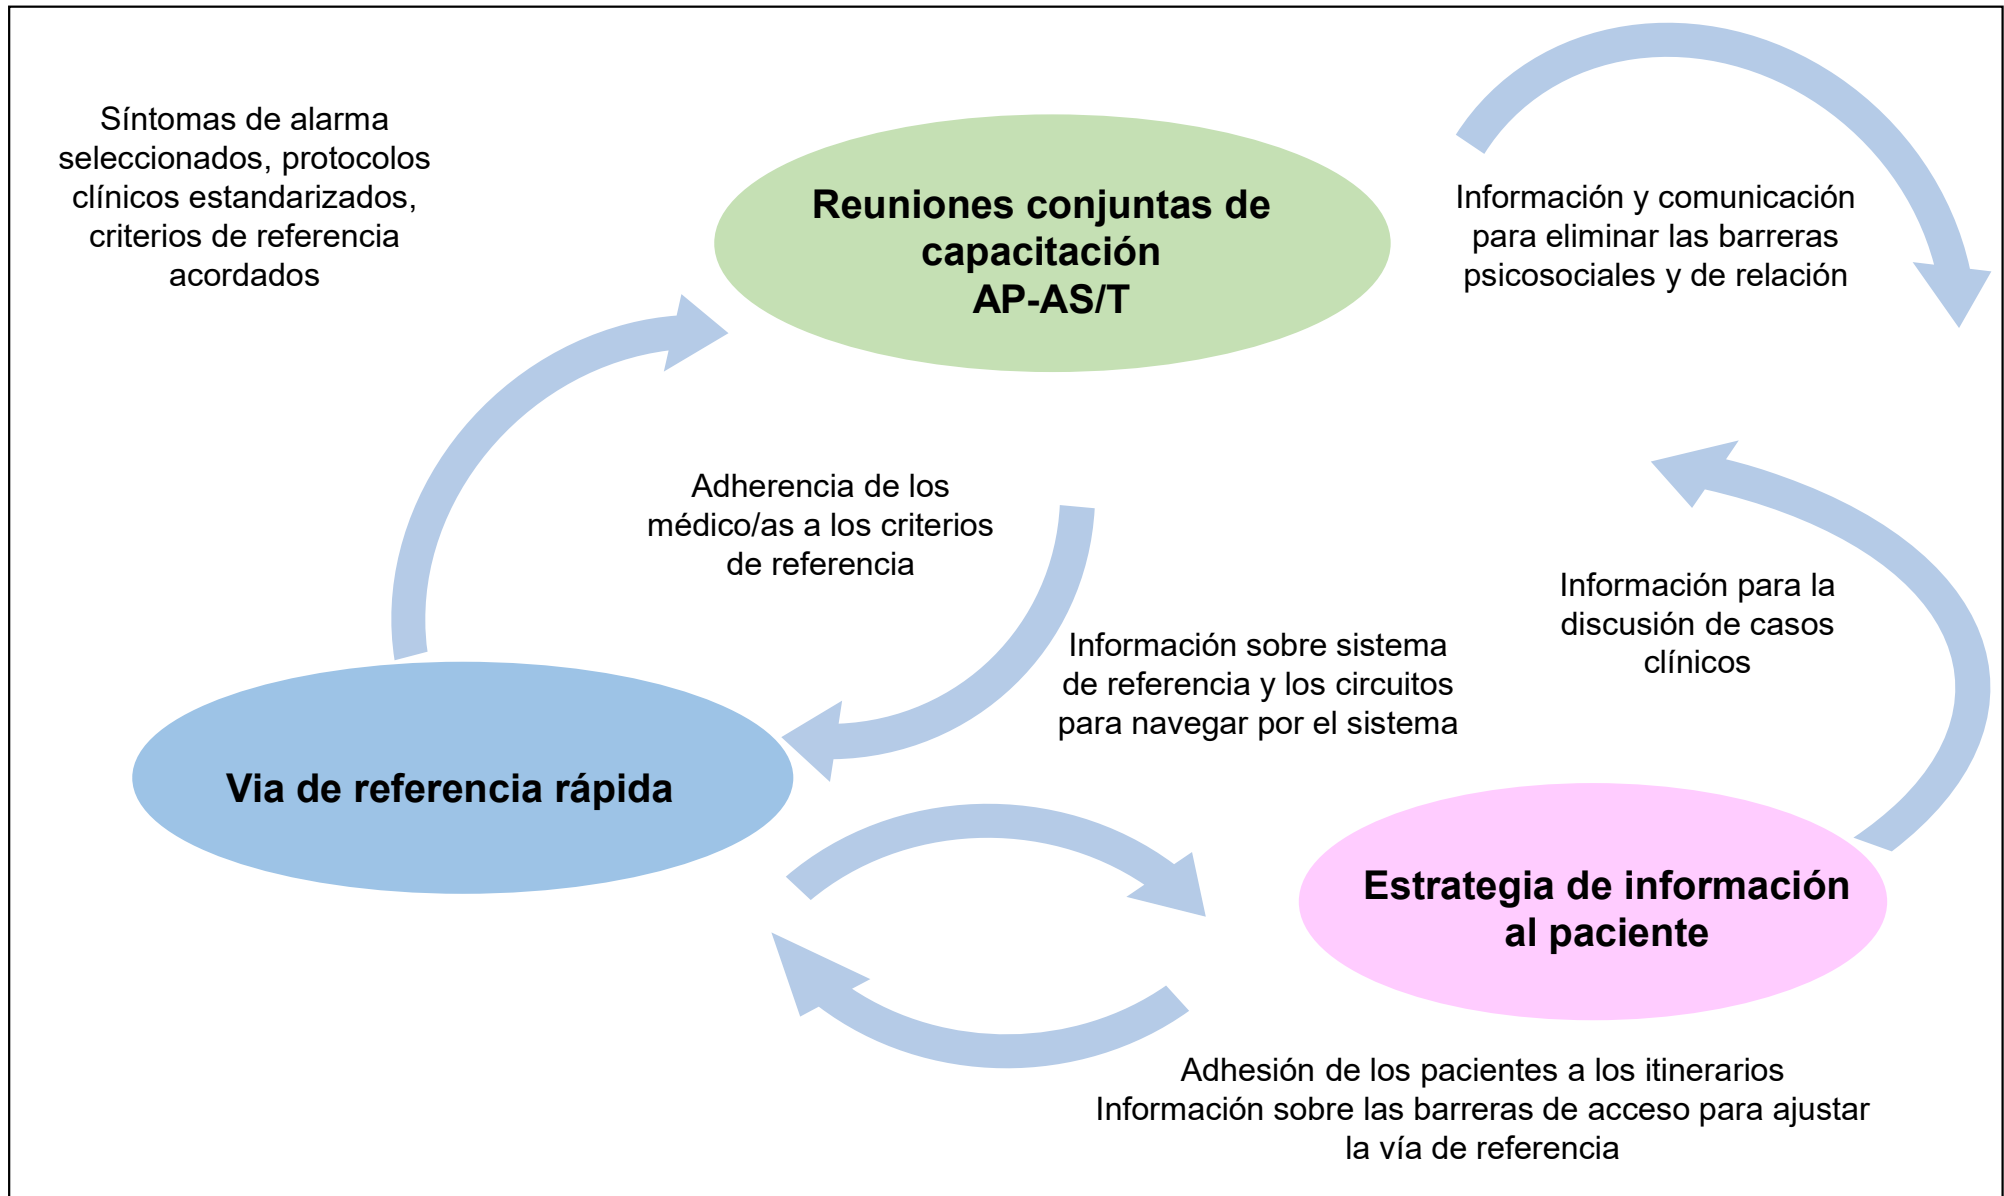 Síntomas de alarma
seleccionados, protocolos
clínicos estandarizados,
criterios de referencia
acordados
Reuniones conjuntas de
capacitación
AP-AS/T
Información y comunicación
para eliminar las barreras
psicosociales y de relación
Adherencia de los
médico/as a los criterios
de referencia
Información sobre sistema
de referencia y los circuitos
para navegar por el sistema
Información para la
discusión de casos
clínicos
Via de referencia rápida
Estrategia de información
al paciente
Adhesión de los pacientes a los itinerarios
Información sobre las barreras de acceso para ajustar
la vía de referencia